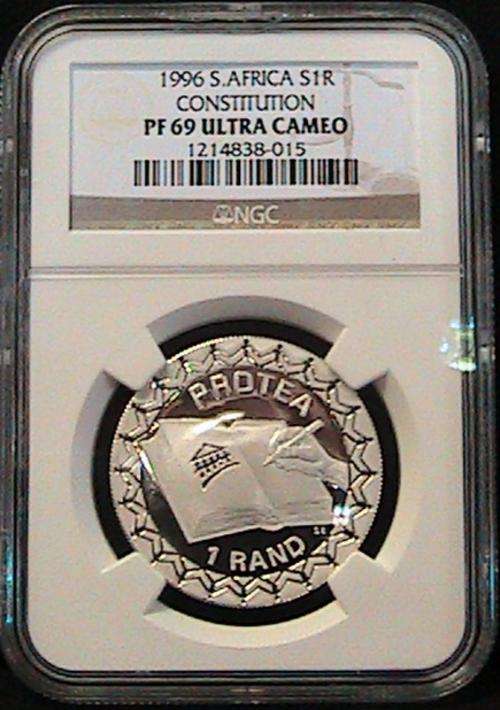 1996 S.AFRICA S1R
CONSTITUTION
PF 69 ULTRA CAMEO
1214838-015
NGC
PROTEA
1 RAND